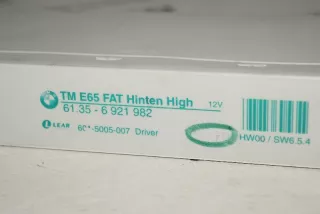 TM E65 FAT Hinten High 12V
61.35 - 6 921 982
LEAR Driver
HW00 / SW6.5.4